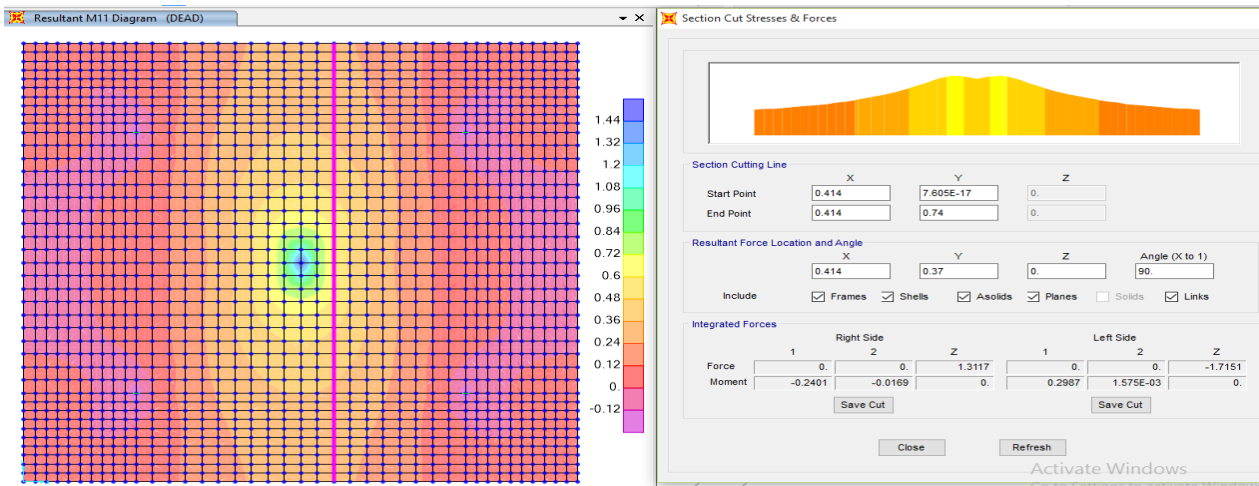 Resultant M11 Diagram (DEAD)
1.44
1.32
1.2
1.08
0.96
0.84
0.72
0.6
0.48
0.36
0.24
0.12
0.
-0.12
Section Cut Stresses & Forces
Section Cutting Line
X Y Z
Start Point 0.414 7.605E-17 0.
End Point 0.414 0.74 0.
Resultant Force Location and Angle
X Y Z Angle (X to 1)
0.414 0.37 0. 90.
Include Frames Shells Asolids Planes Solids Links
Integrated Forces
Right Side Left Side
1 2 Z 1 2 Z
Force 0. 0. 1.3117 0. 0. -1.7151
Moment -0.2401 -0.0169 0. 0.2987 1.575E-03 0.
Save Cut Save Cut
Close Refresh
Activate Windows